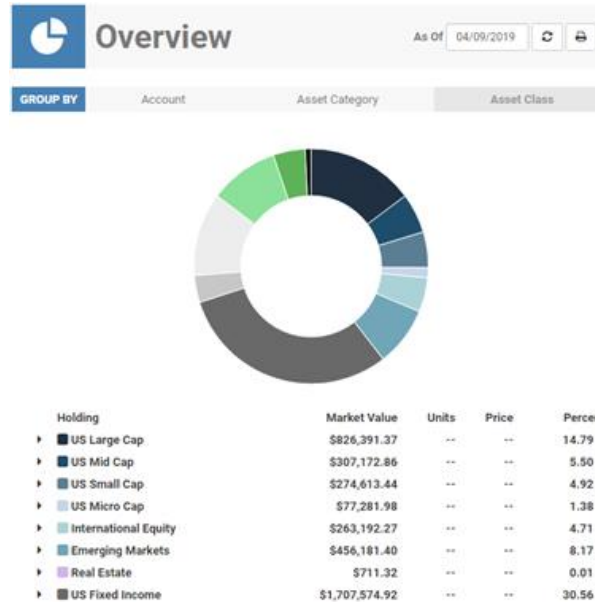 Overview
As Of 04/09/2019
GROUP BY Account Asset Category Asset Class
Holding Market Value Units Price Perce
US Large Cap $826,391.37 -- -- 14.79
US Mid Cap $307,172.86 -- -- 5.50
US Small Cap $274,613.44 -- -- 4.92
US Micro Cap $77,281.98 -- -- 1.38
International Equity $263,192.27 -- -- 4.71
Emerging Markets $456,181.40 -- -- 8.17
Real Estate $711.32 -- -- 0.01
US Fixed Income $1,707,574.92 -- -- 30.56